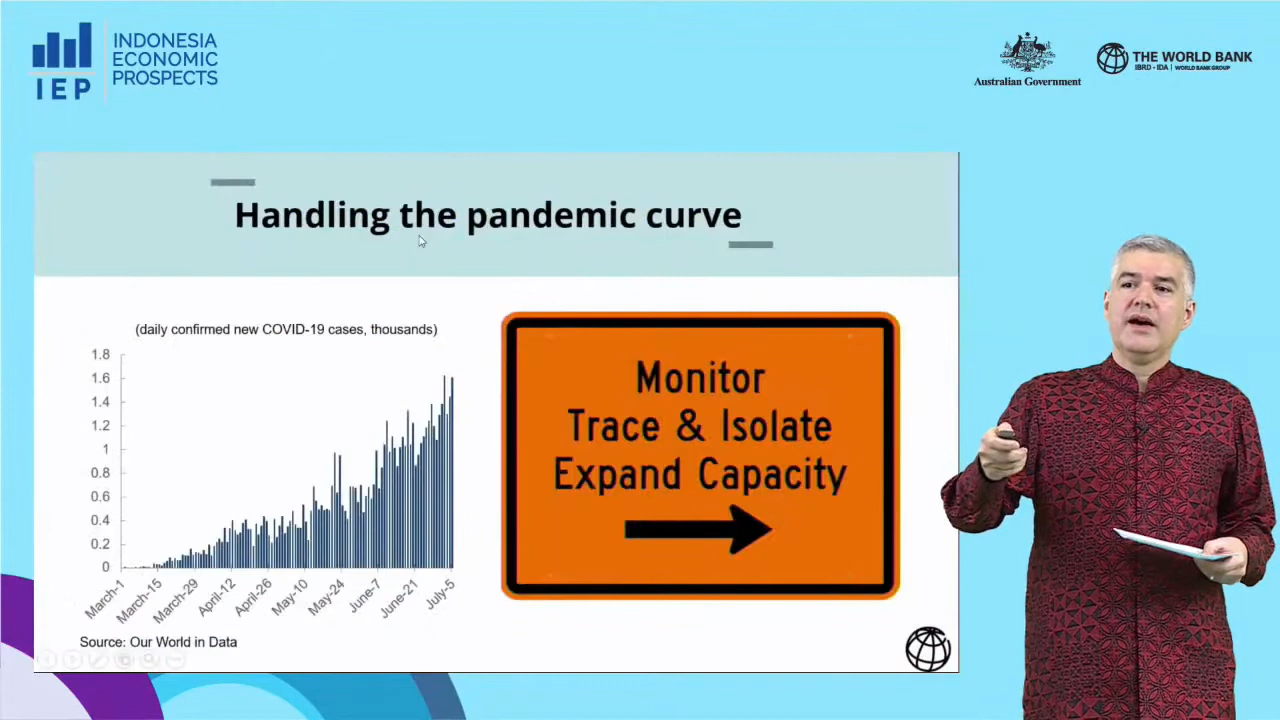 IEP
INDONESIA
ECONOMIC
PROSPECTS
Australian Government
THE WORLD BANK
IBRD • IDA | WORLD BANK GROUP
Handling the pandemic curve
(daily confirmed new COVID-19 cases, thousands)
1.8
1.6
1.4
1.2
1
0.8
0.6
0.4
0.2
0
March-1
March-15
March-29
April-12
April-26
May-10
May-24
June-7
June-21
July-5
Source: Our World in Data
Monitor
Trace & Isolate
Expand Capacity